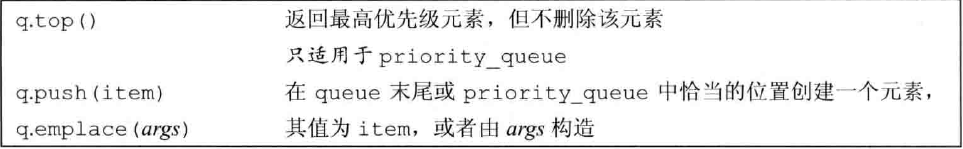 q.top() 返回最高优先级元素，但不删除该元素
只适用于 priority_queue
q.push(item) 在 queue 末尾或 priority_queue 中恰当的位置创建一个元素，
q.emplace(args) 其值为 item，或者由 args 构造